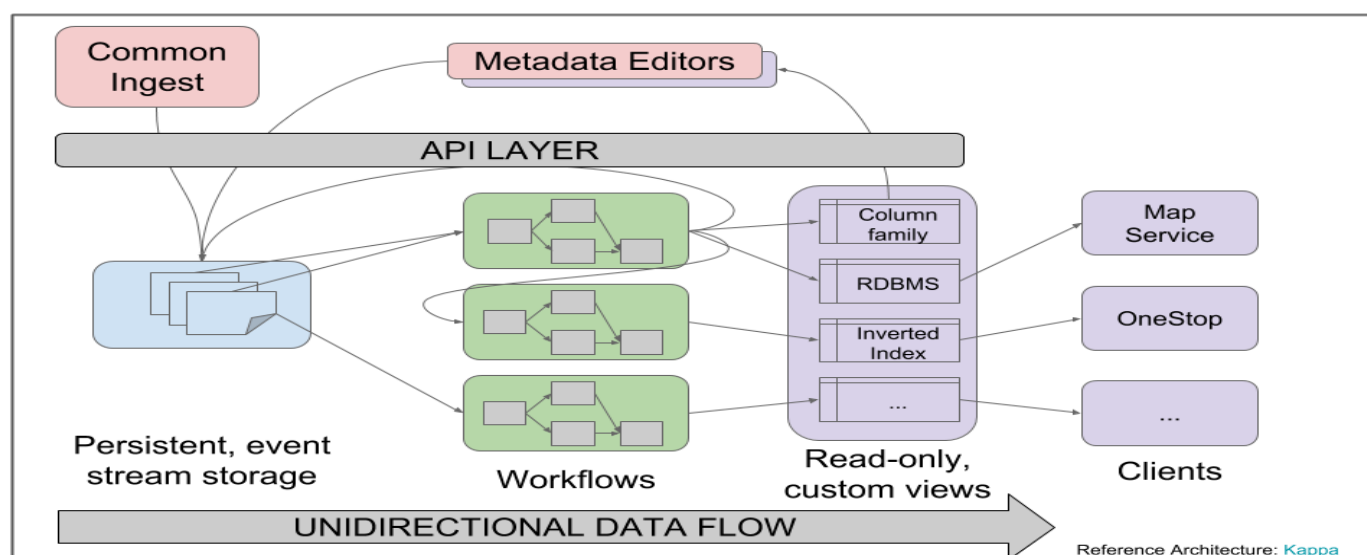 Common
Ingest
Metadata Editors
API LAYER
Column
family
RDBMS
Inverted
Index
...
Map
Service
OneStop
...
Persistent, event
stream storage
Workflows
Read-only,
custom views
Clients
UNIDIRECTIONAL DATA FLOW
Reference Architecture: Kappa